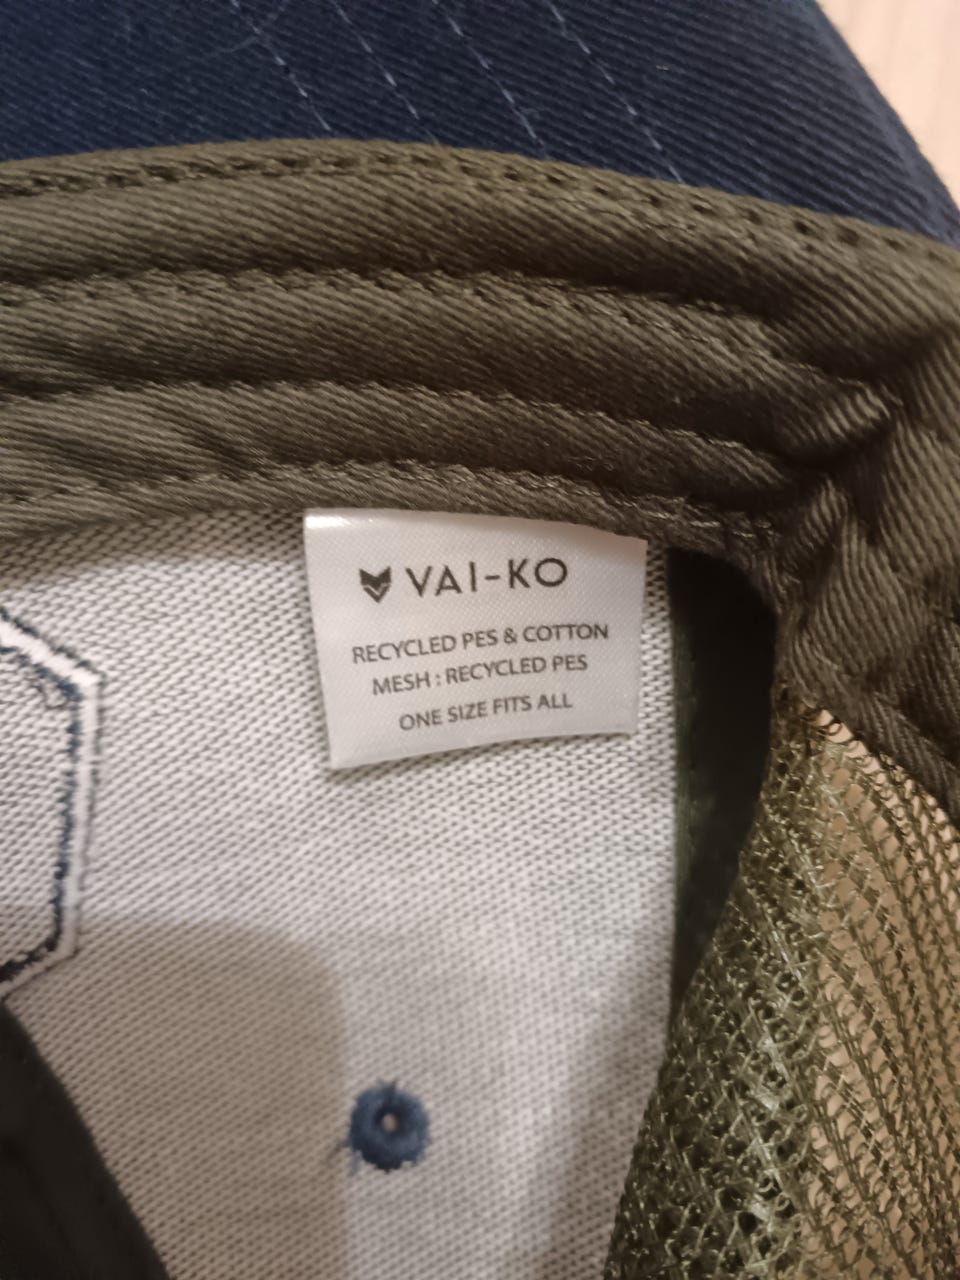 VAI-KO
RECYCLED PES & COTTON
MESH : RECYCLED PES
ONE SIZE FITS ALL